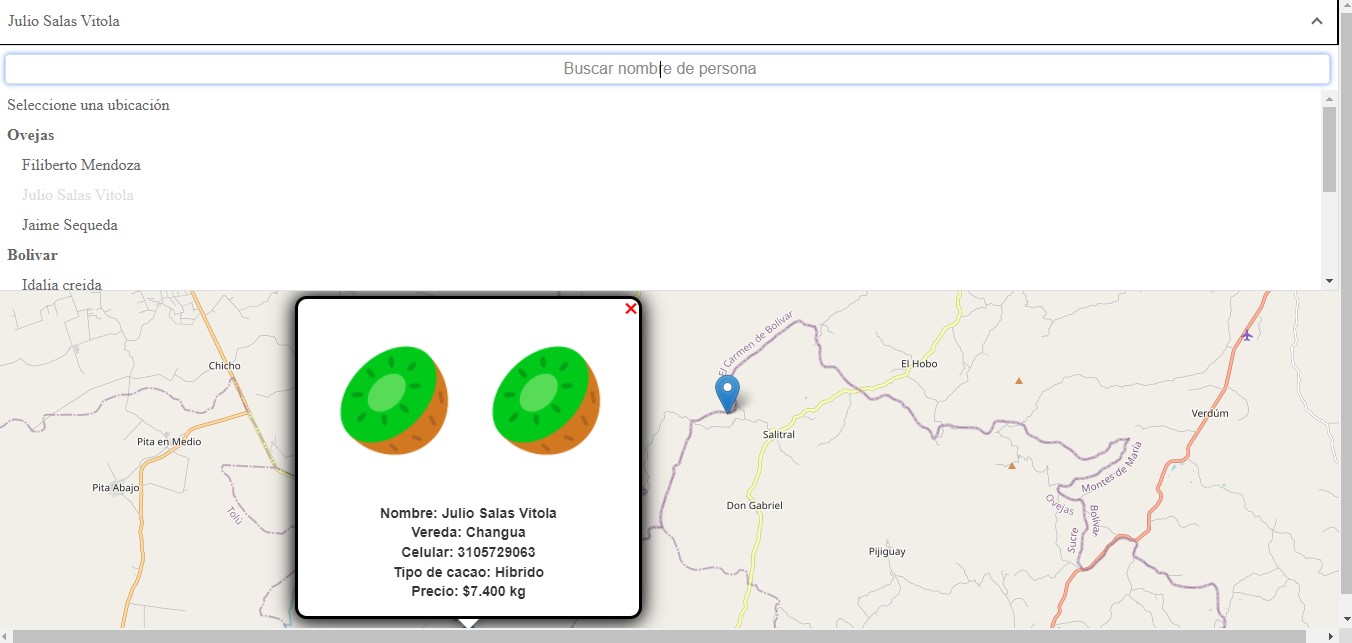 Julio Salas Vitola
Buscar nombre de persona
Seleccione una ubicación
Ovejas
Filiberto Mendoza
Julio Salas Vitola
Jaime Sequeda
Bolivar
Idalia creida
Nombre: Julio Salas Vitola
Vereda: Changua
Celular: 3105729063
Tipo de cacao: Híbrido
Precio: $7.400 kg
Chicho
Pita en Medio
Pita Abajo
Tolú
El Carmen de Bolívar
El Hobo
Salitral
Verdúm
Don Gabriel
Montes de María
Ovejas
Bolívar
Sucre
Pijiguay